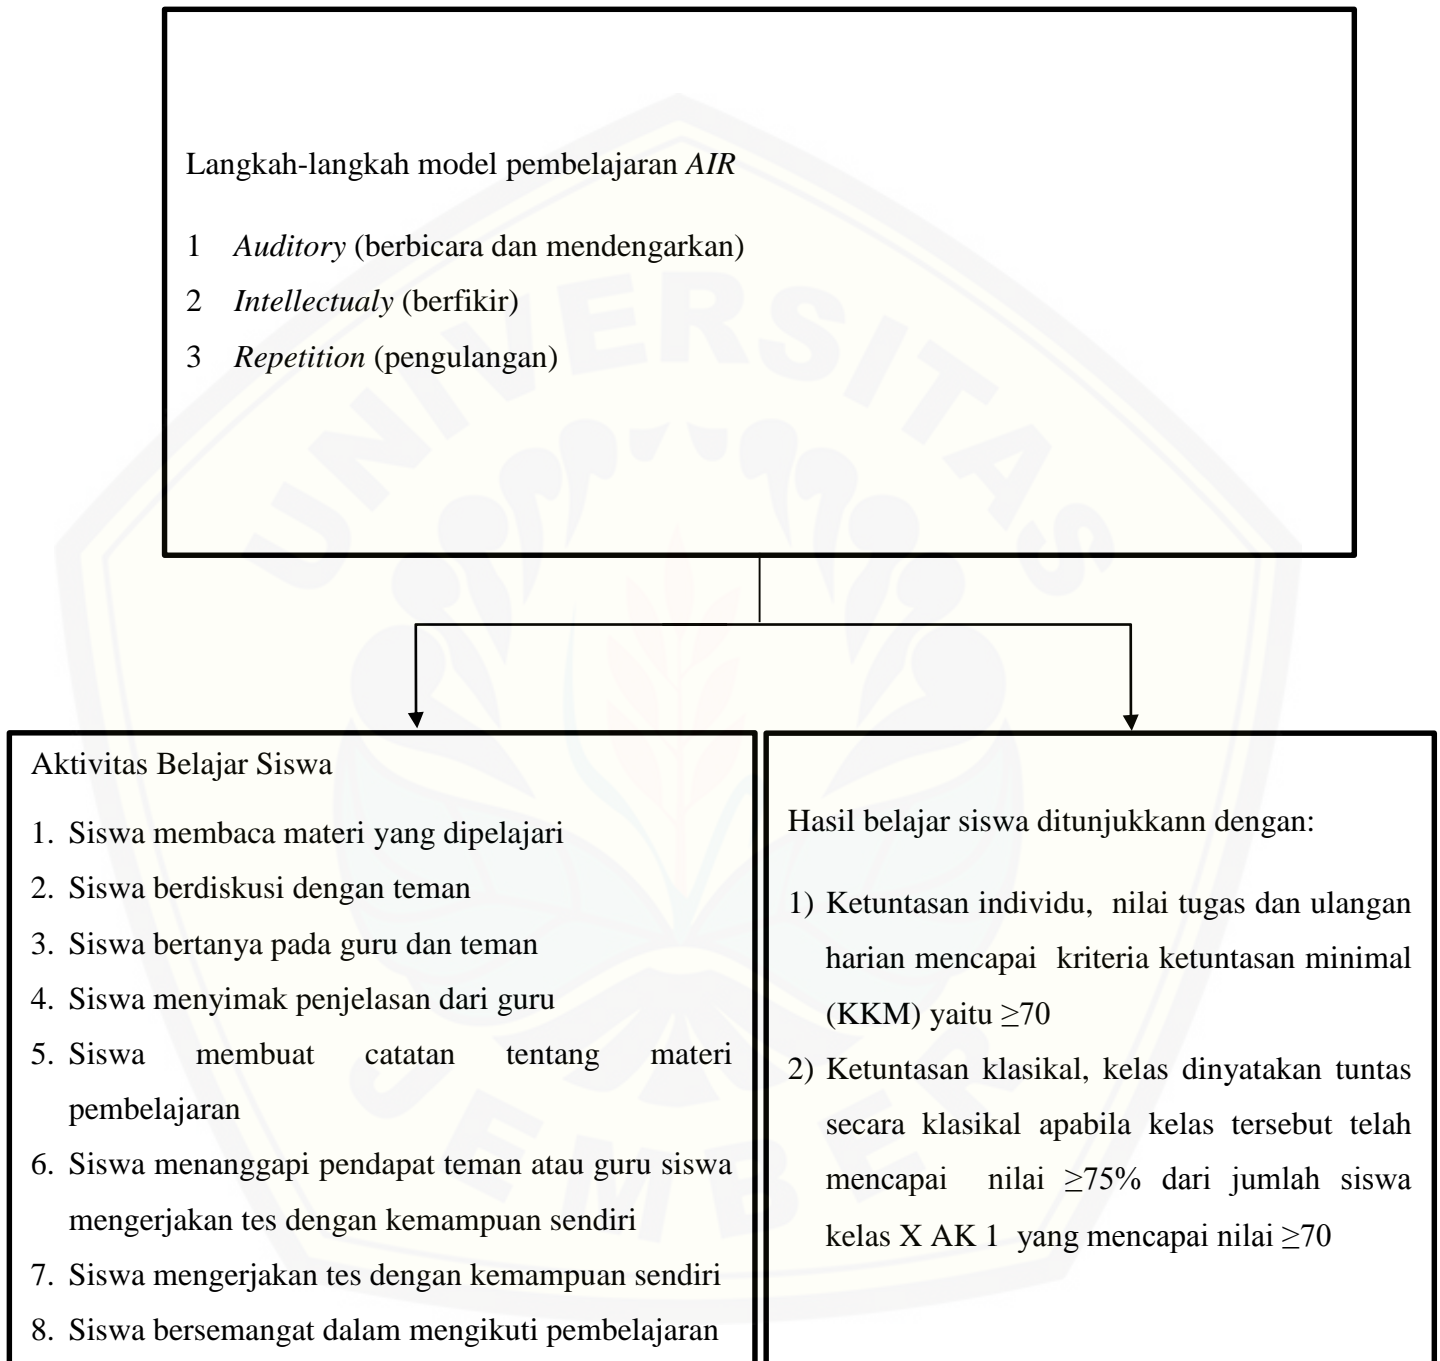 Langkah-langkah model pembelajaran AIR
1 Auditory (berbicara dan mendengarkan)
2 Intellectualy (berfikir)
3 Repetition (pengulangan)
Aktivitas Belajar Siswa
1. Siswa membaca materi yang dipelajari
2. Siswa berdiskusi dengan teman
3. Siswa bertanya pada guru dan teman
4. Siswa menyimak penjelasan dari guru
5. Siswa membuat catatan tentang materi
pembelajaran
6. Siswa menanggapi pendapat teman atau guru siswa
mengerjakan tes dengan kemampuan sendiri
7. Siswa mengerjakan tes dengan kemampuan sendiri
8. Siswa bersemangat dalam mengikuti pembelajaran
Hasil belajar siswa ditunjukkann dengan:
1) Ketuntasan individu, nilai tugas dan ulangan
harian mencapai kriteria ketuntasan minimal
(KKM) yaitu ≥70
2) Ketuntasan klasikal, kelas dinyatakan tuntas
secara klasikal apabila kelas tersebut telah
mencapai nilai ≥75% dari jumlah siswa
kelas X AK 1 yang mencapai nilai ≥70
UNIVERSITAS
JEMBER